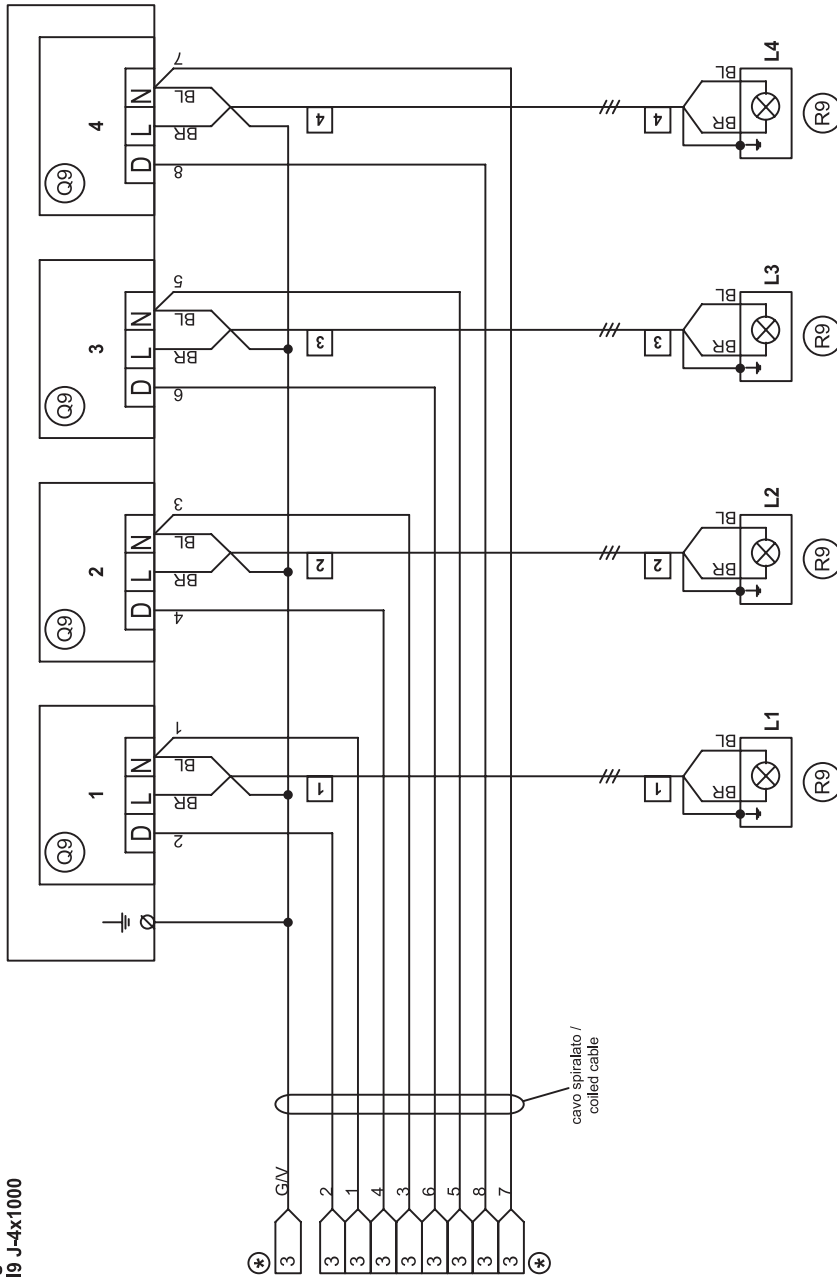 I9 J-4x1000
Q9
1
D L N
2
BR
BL
1
Q9
2
D L N
4
BR
BL
3
Q9
3
D L N
6
BR
BL
5
Q9
4
D L N
8
BR
BL
7
1
2
3
4
G/V
3
2
3
1
3
4
3
3
3
6
3
5
3
8
3
7
3
*
*
cavo spiralato /
coiled cable
1
BR
BL
L1
R9
2
BR
BL
L2
R9
3
BR
BL
L3
R9
4
BR
BL
L4
R9